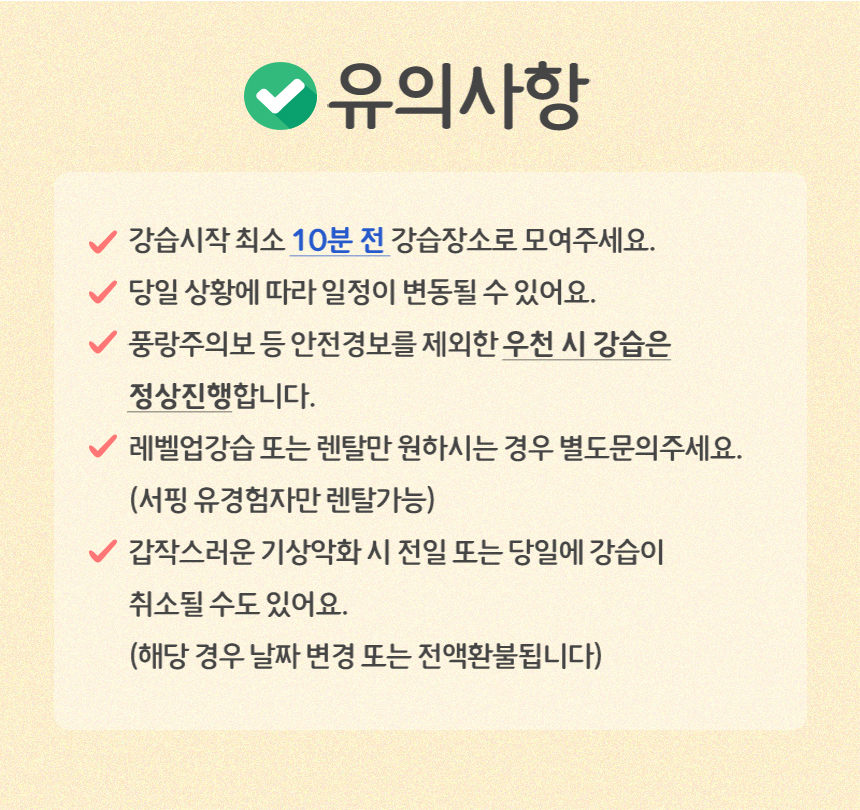 유의사항
강습시작 최소 10분 전 강습장소로 모여주세요.
당일 상황에 따라 일정이 변동될 수 있어요.
풍랑주의보 등 안전경보를 제외한 우천 시 강습은
정상진행합니다.
레벨업강습 또는 렌탈만 원하시는 경우 별도문의주세요.
(서핑 유경험자만 렌탈가능)
갑작스러운 기상악화 시 전일 또는 당일에 강습이
취소될 수도 있어요.
(해당 경우 날짜 변경 또는 전액환불됩니다)